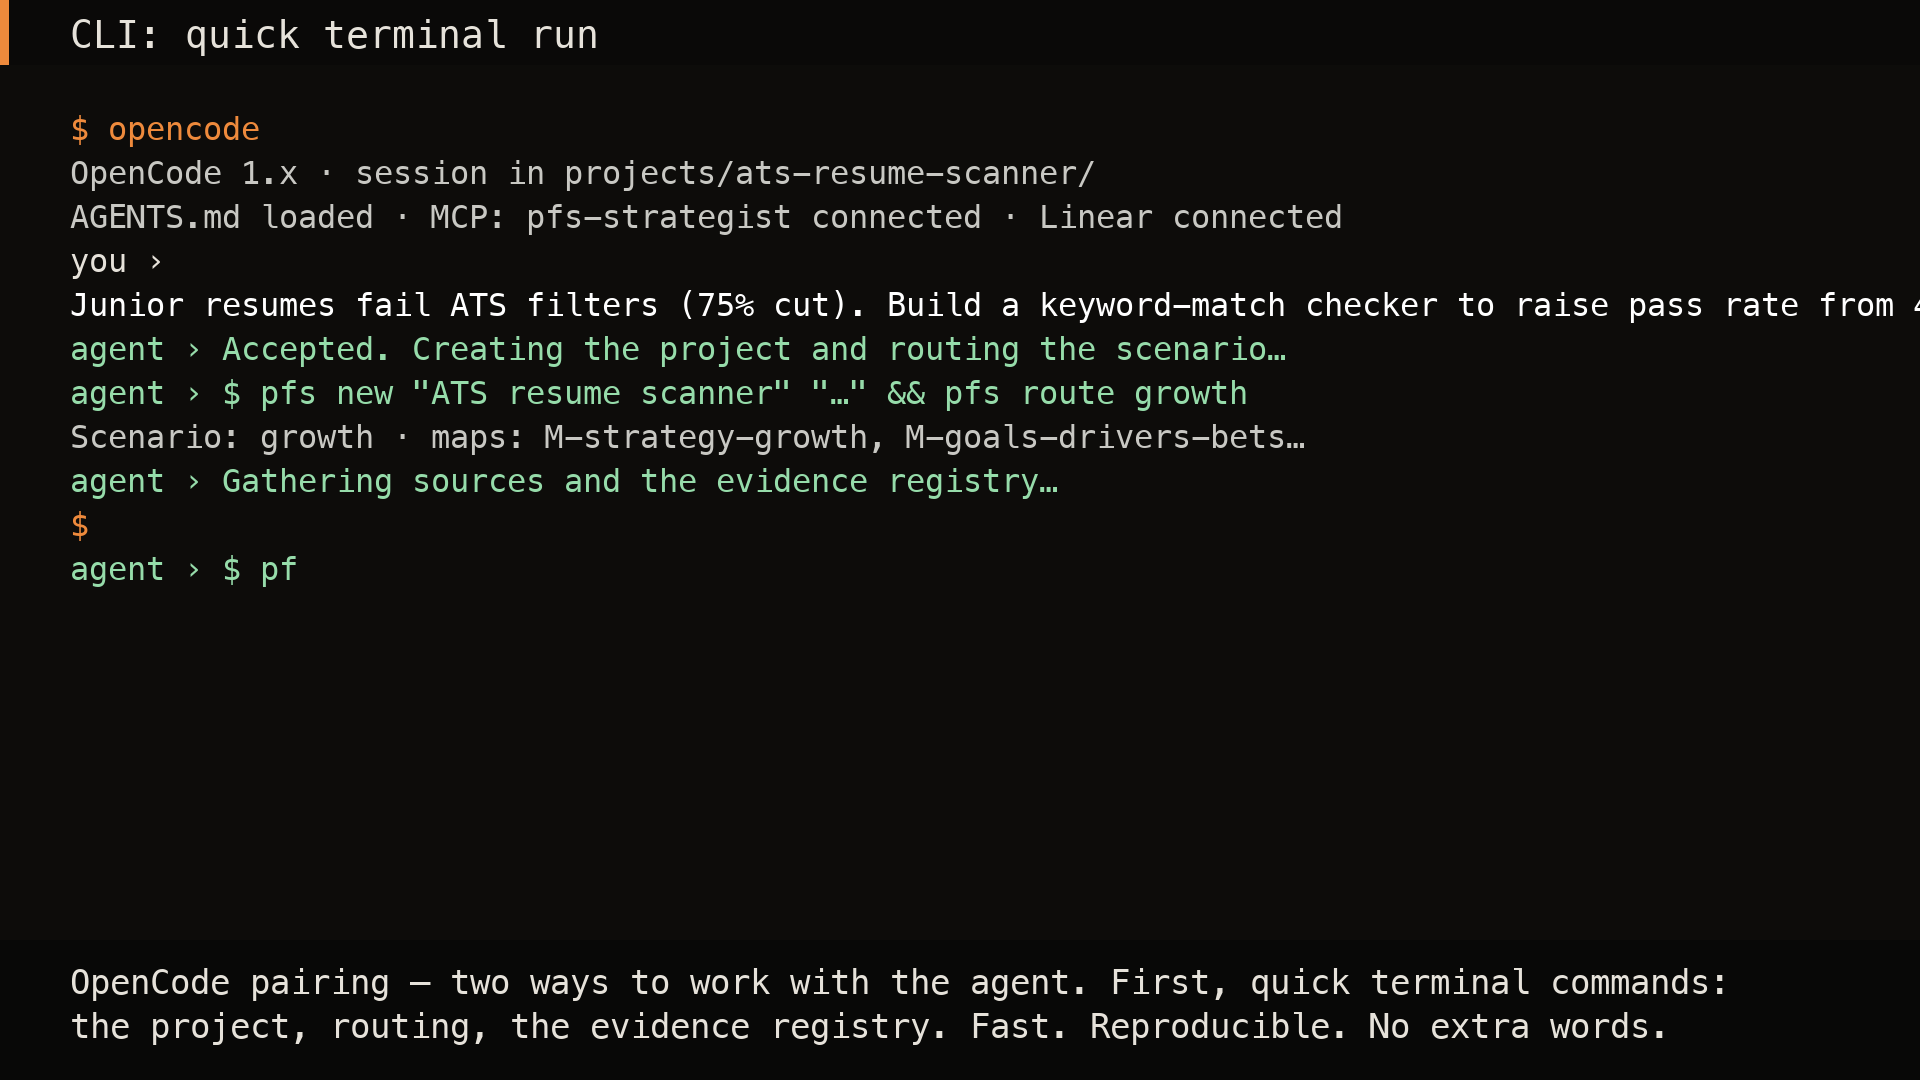 CLI: quick terminal run
$ opencode
OpenCode 1.x · session in projects/ats-resume-scanner/
AGENTS.md loaded · MCP: pfs-strategist connected · Linear connected
you ›
Junior resumes fail ATS filters (75% cut). Build a keyword-match checker to raise pass rate from
agent › Accepted. Creating the project and routing the scenario…
agent › $ pfs new "ATS resume scanner" "…" && pfs route growth
Scenario: growth · maps: M-strategy-growth, M-goals-drivers-bets…
agent › Gathering sources and the evidence registry…
$
agent › $ pf
OpenCode pairing — two ways to work with the agent. First, quick terminal commands:
the project, routing, the evidence registry. Fast. Reproducible. No extra words.